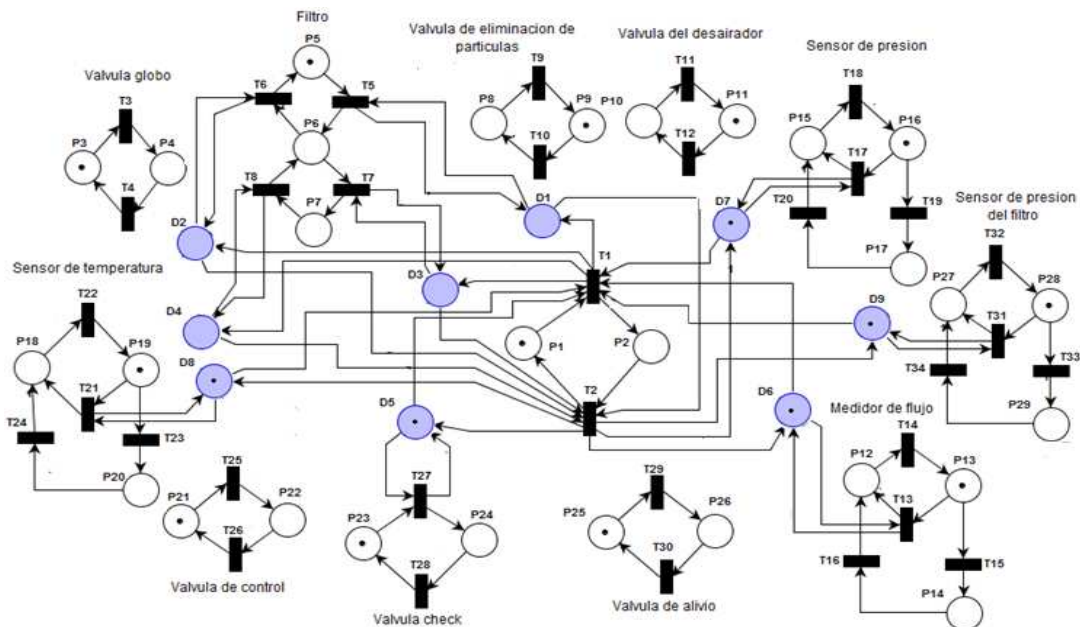 Filtro
P5
T6
T5
P6
T8
T7
P7
Valvula globo
T3
P3
P4
T4
Valvula de eliminacion de
particulas
T9
P8
P9
T10
Valvula del desairador
T11
P10
P11
T12
Sensor de presion
T18
P15
P16
T17
T20
T19
P17
Sensor de presion
del filtro
T32
P27
P28
T31
T33
T34
P29
D2
D1
D7
1
T1
D3
D4
D9
P1
P2
T2
D8
D5
D6
Sensor de temperatura
T22
P18
P19
T21
T24
T23
P20
Medidor de flujo
T14
P12
P13
T13
T16
T15
P14
T25
P21
P22
T26
Valvula de control
T27
P23
P24
T28
Valvula check
T29
P25
P26
T30
Valvula de alivio